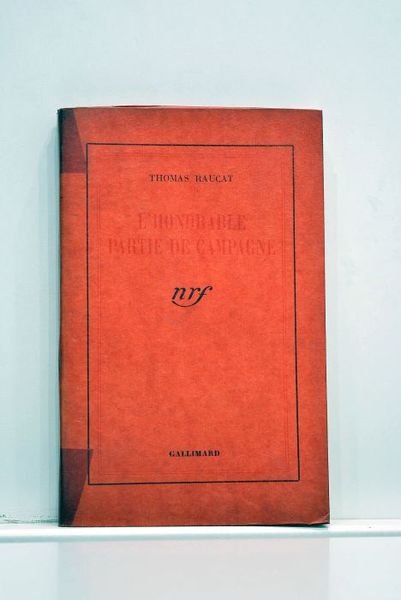 THOMAS RAUCAT
L'HONORABLE
PARTIE DE CAMPAGNE
nrf
GALLIMARD